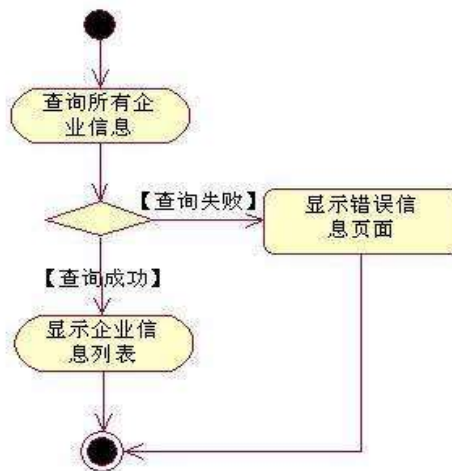 查询所有企
业信息
【查询失败】
显示错误信
息页面
【查询成功】
显示企业信
息列表